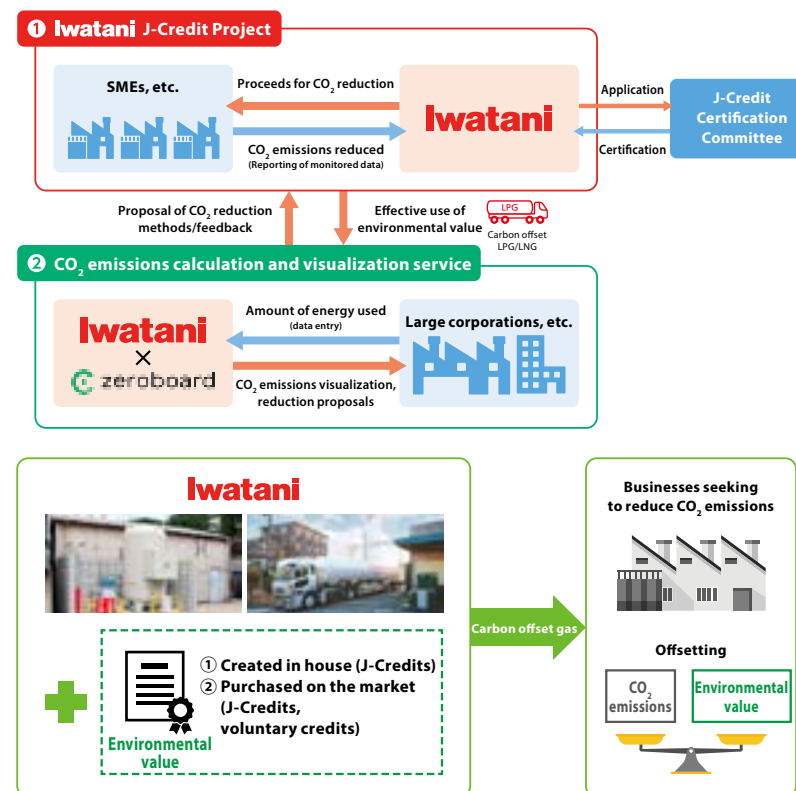 ① Iwatani J-Credit Project
SMEs, etc.
Proceeds for CO₂ reduction
CO₂ emissions reduced
(Reporting of monitored data)
Iwatani
Application
Certification
J-Credit
Certification
Committee
Proposal of CO₂ reduction
methods/feedback
Effective use of
environmental value
LPG
Carbon offset
LPG/LNG
② CO₂ emissions calculation and visualization service
Iwatani
×
zeroboard
Amount of energy used
(data entry)
CO₂ emissions visualization,
reduction proposals
Large corporations, etc.
Iwatani
① Created in house (J-Credits)
② Purchased on the market
(J-Credits,
voluntary credits)
Environmental
value
Carbon offset gas
Businesses seeking
to reduce CO₂ emissions
Offsetting
CO₂
emissions
Environmental
value